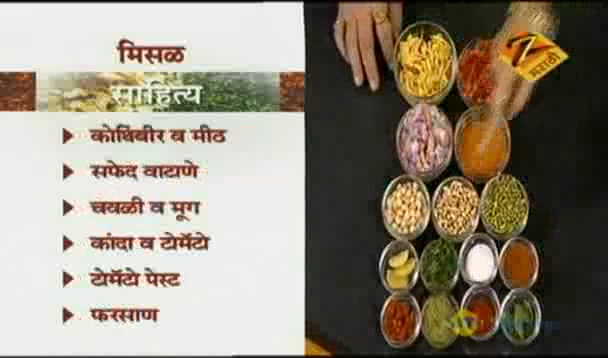 मिसळ
साहित्य
कोथिंबीर व मीठ
सफेद वाटाणे
चवळी व मूग
कांदा व टोमॅटो
टोमॅटो पेस्ट
फरसाण
मराठी